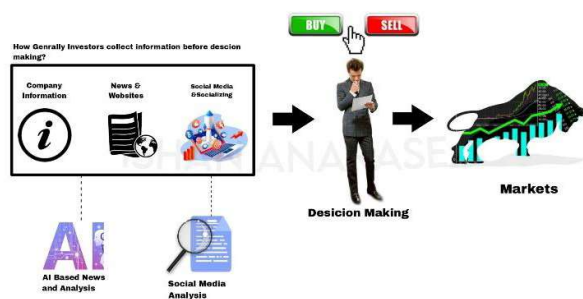 BUY
SELL
How Genrally Investors collect information before descion
making?
Company
Information
News &
Websites
Social Media
&Socializing
Desicion Making
Markets
AI
AI Based News
and Analysis
Social Media
Analysis